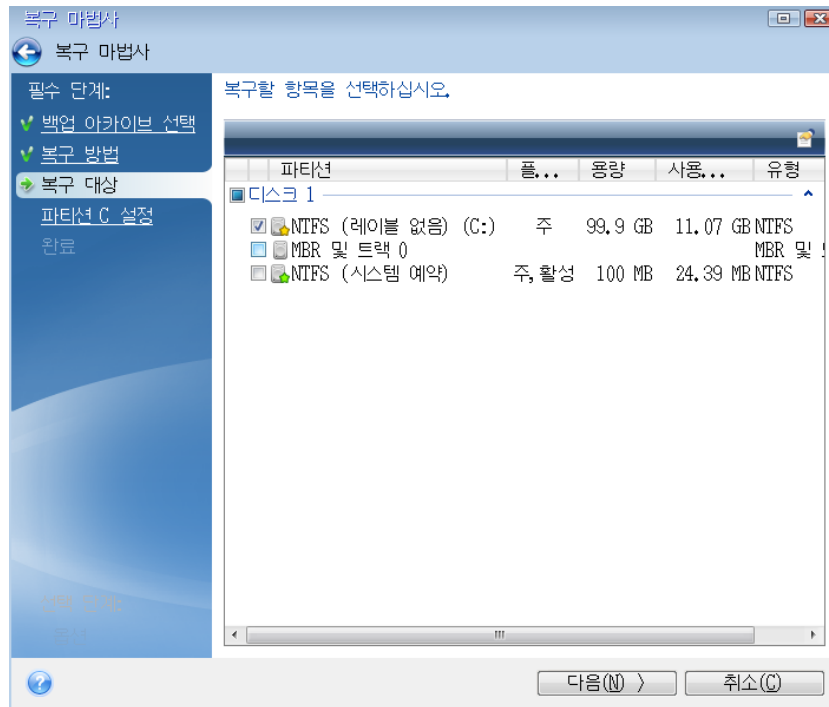 복구 마법사
복구 마법사
필수 단계:
백업 아카이브 선택
복구 방법
복구 대상
파티션 C 설정
완료
복구할 항목을 선택하십시오.
파티션 플... 용량 사용... 유형
디스크 1
NTFS (레이블 없음) (C:) 주 99.9 GB 11.07 GB NTFS
MBR 및 트랙 0 MBR 및
NTFS (시스템 예약) 주, 활성 100 MB 24.39 MB NTFS
다음(N) >
취소(C)